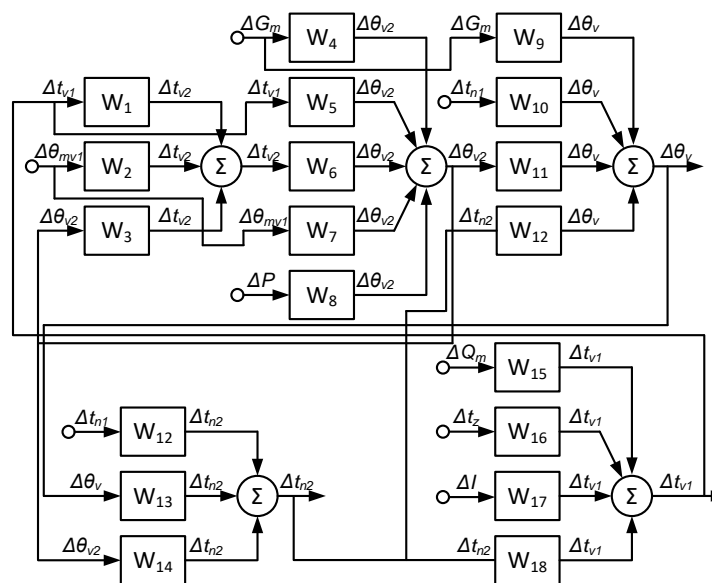 ΔG_m W_4 Δθ_v2 ΔG_m W_9 Δθ_v
Δt_v1 W_1 Δt_v2 Δt_v1 W_5 Δθ_v2 Δt_n1 W_10 Δθ_v
Δθ_mv1 W_2 Δt_v2 Σ Δt_v2 W_6 Δθ_v2 Σ Δθ_v2 W_11 Δθ_v Σ Δθ_v
Δθ_v2 W_3 Δt_v2 Δθ_mv1 W_7 Δθ_v2 Δt_n2 W_12 Δθ_v
ΔP W_8 Δθ_v2
ΔQ_m W_15 Δt_v1
Δt_n1 W_12 Δt_n2 Δt_z W_16 Δt_v1
Δθ_v W_13 Δt_n2 Σ Δt_n2 ΔI W_17 Δt_v1 Σ Δt_v1
Δθ_v2 W_14 Δt_n2 Δt_n2 W_18 Δt_v1